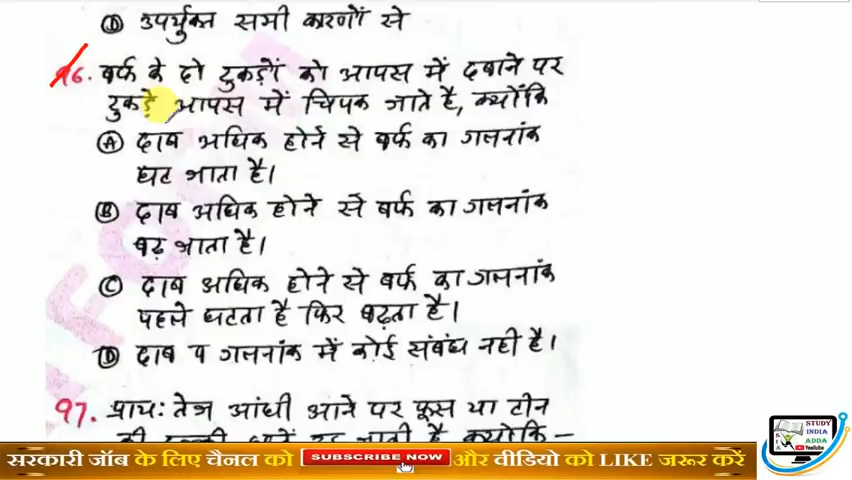 Ⓓ उपर्युक्त सभी कारणों से
96. बर्फ के दो टुकड़ों को आपस में दबाने पर
टुकड़े आपस में चिपक जाते है, क्योंकि
Ⓐ दाब अधिक होने से बर्फ का गलनांक
घट जाता है।
Ⓑ दाब अधिक होने से बर्फ का गलनांक
बढ़ जाता है।
Ⓒ दाब अधिक होने से बर्फ का गलनांक
पहले घटता है फिर बढ़ता है।
Ⓓ दाब व गलनांक में कोई संबंध नही है।
97. प्राय: तेज आंधी आने पर फूस या टीन
है क्योकि -
सरकारी जॉब के लिए चैनल को SUBSCRIBE NOW और वीडियो को LIKE जरूर करें
STUDY
INDIA
ADDA
YouTube
SIA